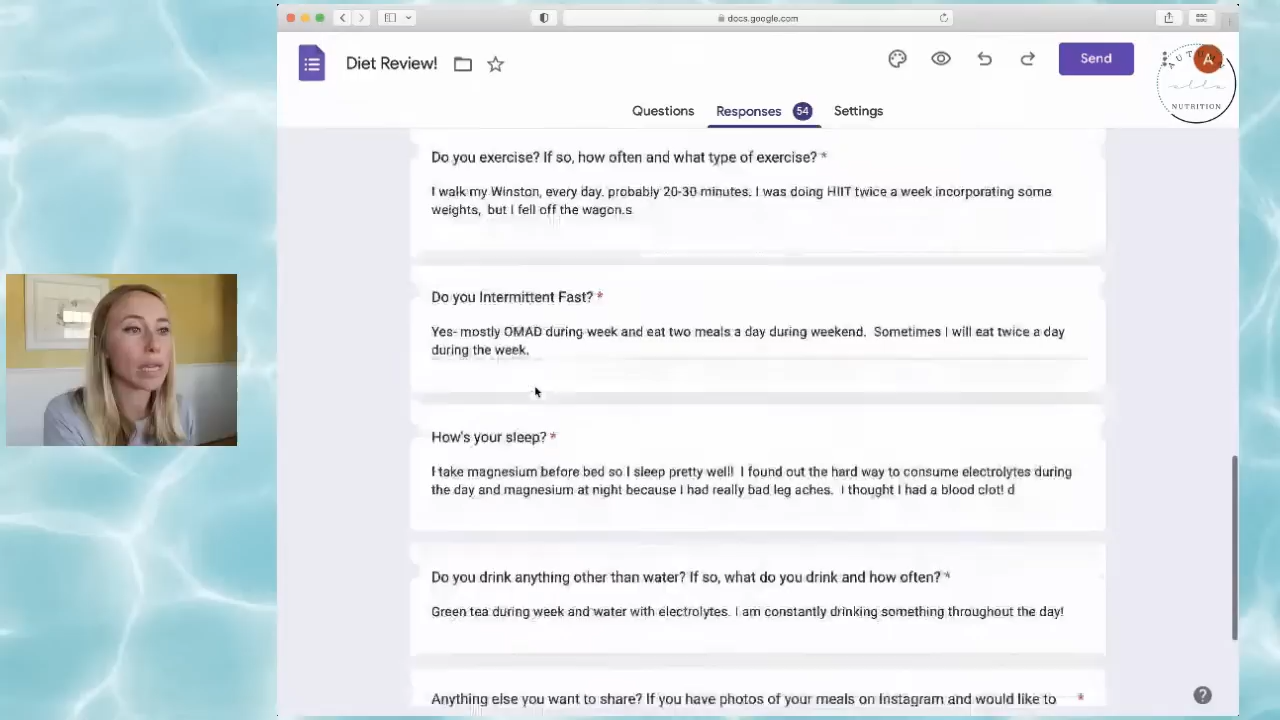 docs.google.com
Diet Review!
Send
A
AUTUMN
elle
NUTRITION
Questions
Responses 54
Settings
Do you exercise? If so, how often and what type of exercise? *
I walk my Winston, every day. probably 20-30 minutes. I was doing HIIT twice a week incorporating some
weights,  but I fell off the wagon.s
Do you Intermittent Fast? *
Yes- mostly OMAD during week and eat two meals a day during weekend.  Sometimes I will eat twice a day
during the week.
How's your sleep? *
I take magnesium before bed so I sleep pretty well!  I found out the hard way to consume electrolytes during
the day and magnesium at night because I had really bad leg aches.  I thought I had a blood clot! d
Do you drink anything other than water? If so, what do you drink and how often? *
Green tea during week and water with electrolytes. I am constantly drinking something throughout the day!
Anything else you want to share? If you have photos of your meals on Instagram and would like to *